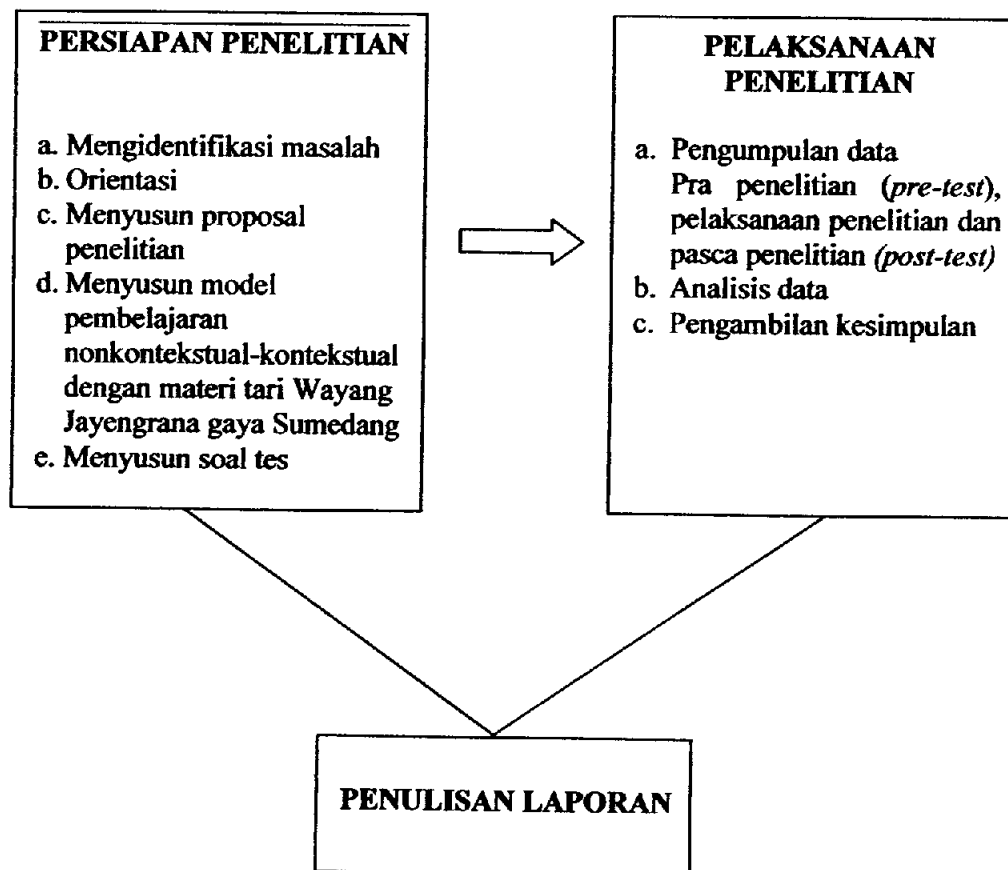 PERSIAPAN PENELITIAN
a. Mengidentifikasi masalah
b. Orientasi
c. Menyusun proposal
penelitian
d. Menyusun model
pembelajaran
nonkontekstual-kontekstual
dengan materi tari Wayang
Jayengrana gaya Sumedang
e. Menyusun soal tes
PELAKSANAAN
PENELITIAN
a. Pengumpulan data
Pra penelitian (pre-test),
pelaksanaan penelitian dan
pasca penelitian (post-test)
b. Analisis data
c. Pengambilan kesimpulan
PENULISAN LAPORAN